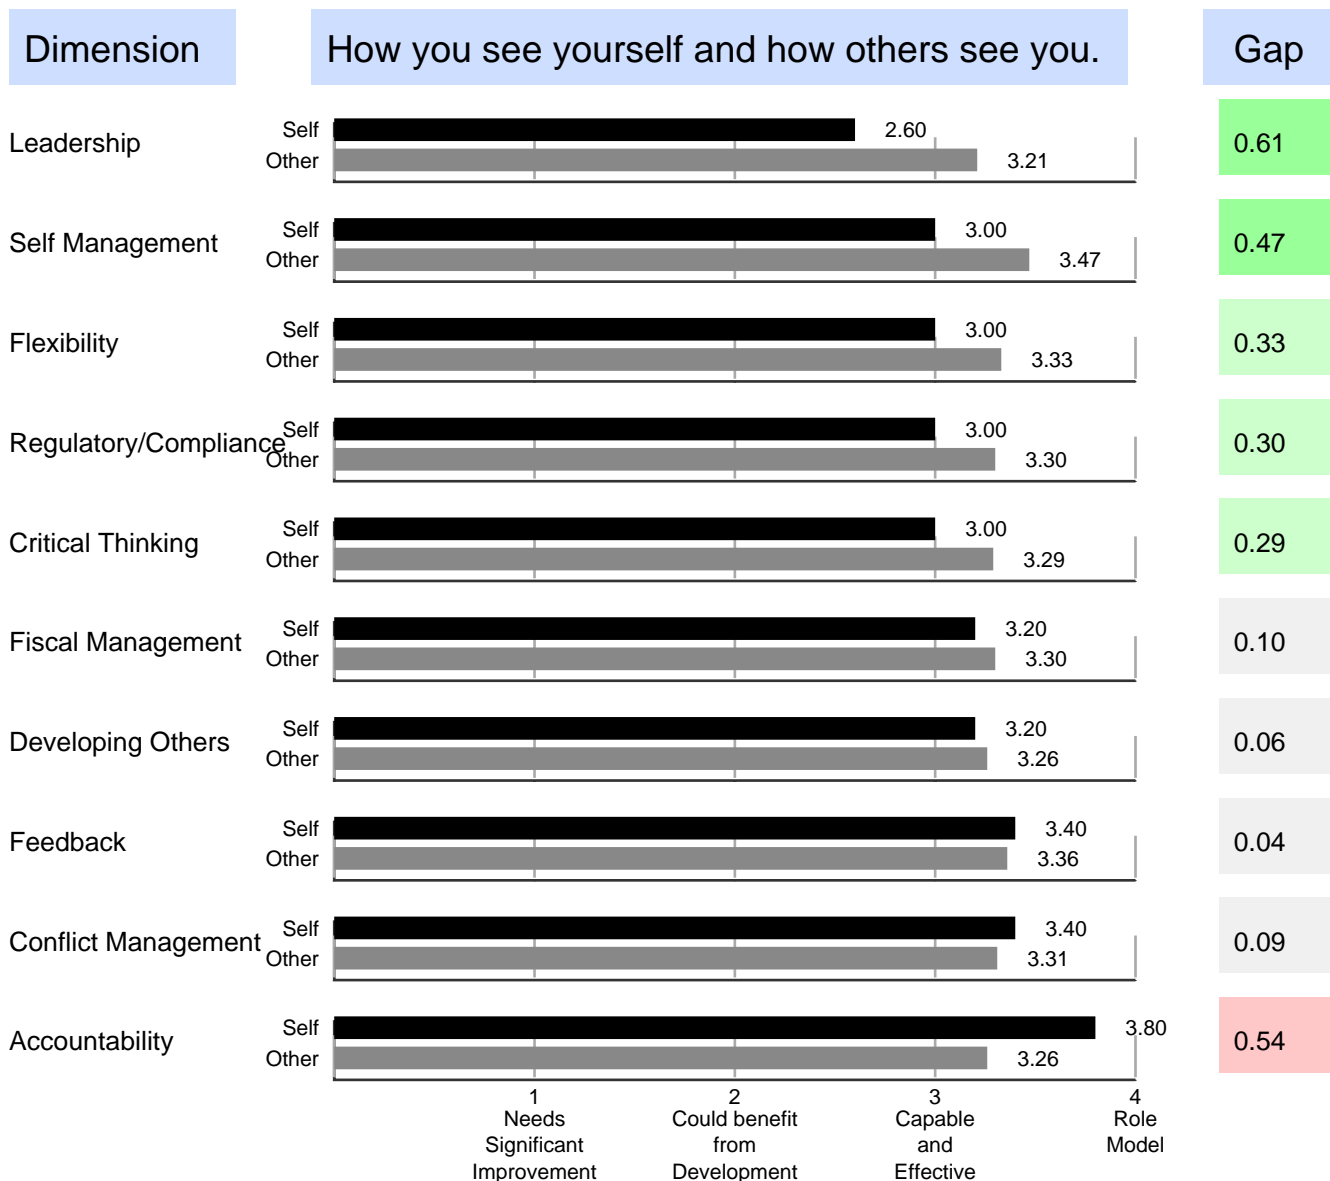 Dimension
How you see yourself and how others see you.
Gap
Leadership
Self
2.60
Other
3.21
0.61
Self Management
Self
3.00
Other
3.47
0.47
Flexibility
Self
3.00
Other
3.33
0.33
Regulatory/Compliance
Self
3.00
Other
3.30
0.30
Critical Thinking
Self
3.00
Other
3.29
0.29
Fiscal Management
Self
3.20
Other
3.30
0.10
Developing Others
Self
3.20
Other
3.26
0.06
Feedback
Self
3.40
Other
3.36
0.04
Conflict Management
Self
3.40
Other
3.31
0.09
Accountability
Self
3.80
Other
3.26
0.54
1
Needs
Significant
Improvement
2
Could benefit
from
Development
3
Capable
and
Effective
4
Role
Model